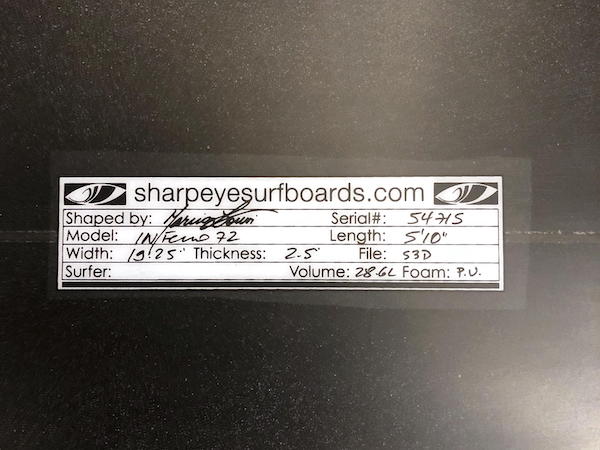 sharpeyesurfboards.com
Shaped by: Serial#: 54715
Model: INFerno 72 Length: 5'10"
Width: 19.25" Thickness: 2.5" File: S3D
Surfer: Volume: 28.6L Foam: P.U.